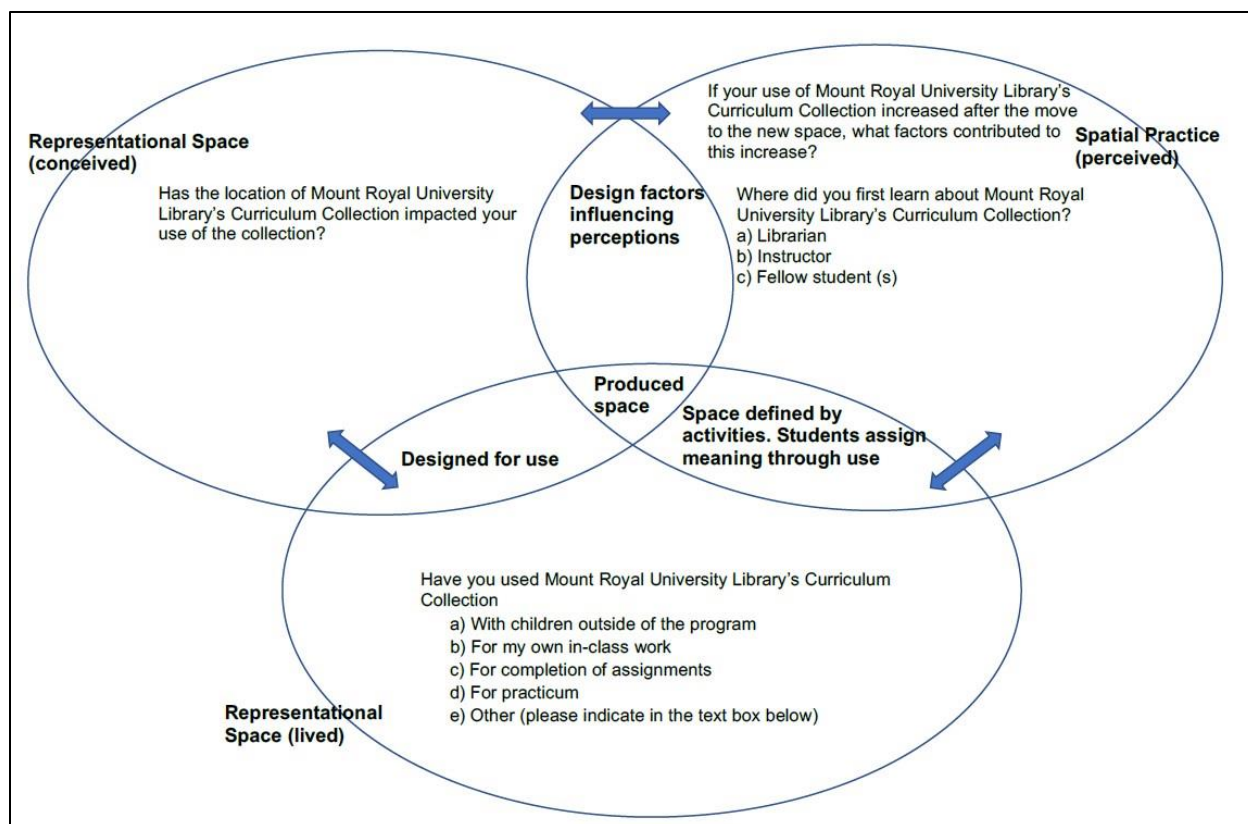 Representational Space
(conceived)
Has the location of Mount Royal University
Library's Curriculum Collection impacted your
use of the collection?
Design factors
influencing
perceptions
If your use of Mount Royal University Library's
Curriculum Collection increased after the move
to the new space, what factors contributed to
this increase?
Spatial Practice
(perceived)
Where did you first learn about Mount Royal
University Library's Curriculum Collection?
a) Librarian
b) Instructor
c) Fellow student (s)
Produced
space
Designed for use
Space defined by
activities. Students assign
meaning through use
Have you used Mount Royal University Library's Curriculum
Collection
a) With children outside of the program
b) For my own in-class work
c) For completion of assignments
d) For practicum
e) Other (please indicate in the text box below)
Representational
Space (lived)